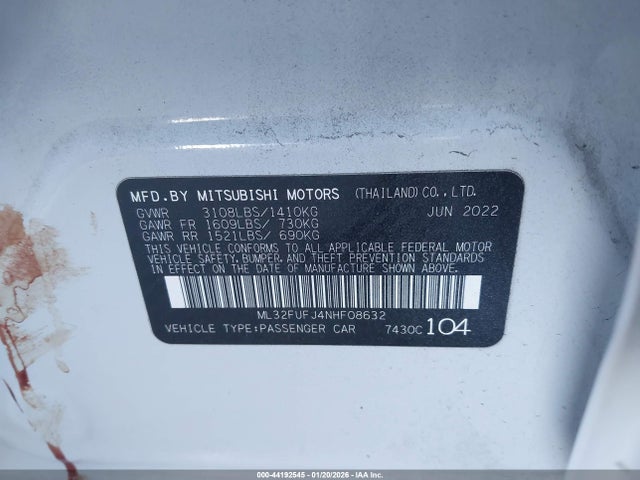 MFD.BY MITSUBISHI MOTORS (THAILAND)CO.,LTD.
GVWR 3108LBS/1410KG JUN 2022
GAWR FR 1609LBS/ 730KG
GAWR RR 1521LBS/ 690KG
THIS VEHICLE CONFORMS TO ALL APPLICABLE FEDERAL MOTOR
VEHICLE SAFETY, BUMPER, AND THEFT PREVENTION STANDARDS
IN EFFECT ON THE DATE OF MANUFACTURE SHOWN ABOVE.
ML32FUFJ4NHF08632
VEHICLE TYPE:PASSENGER CAR 7430C 104
000-44192545 - 01/20/2026 - IAA Holdings, LLC.